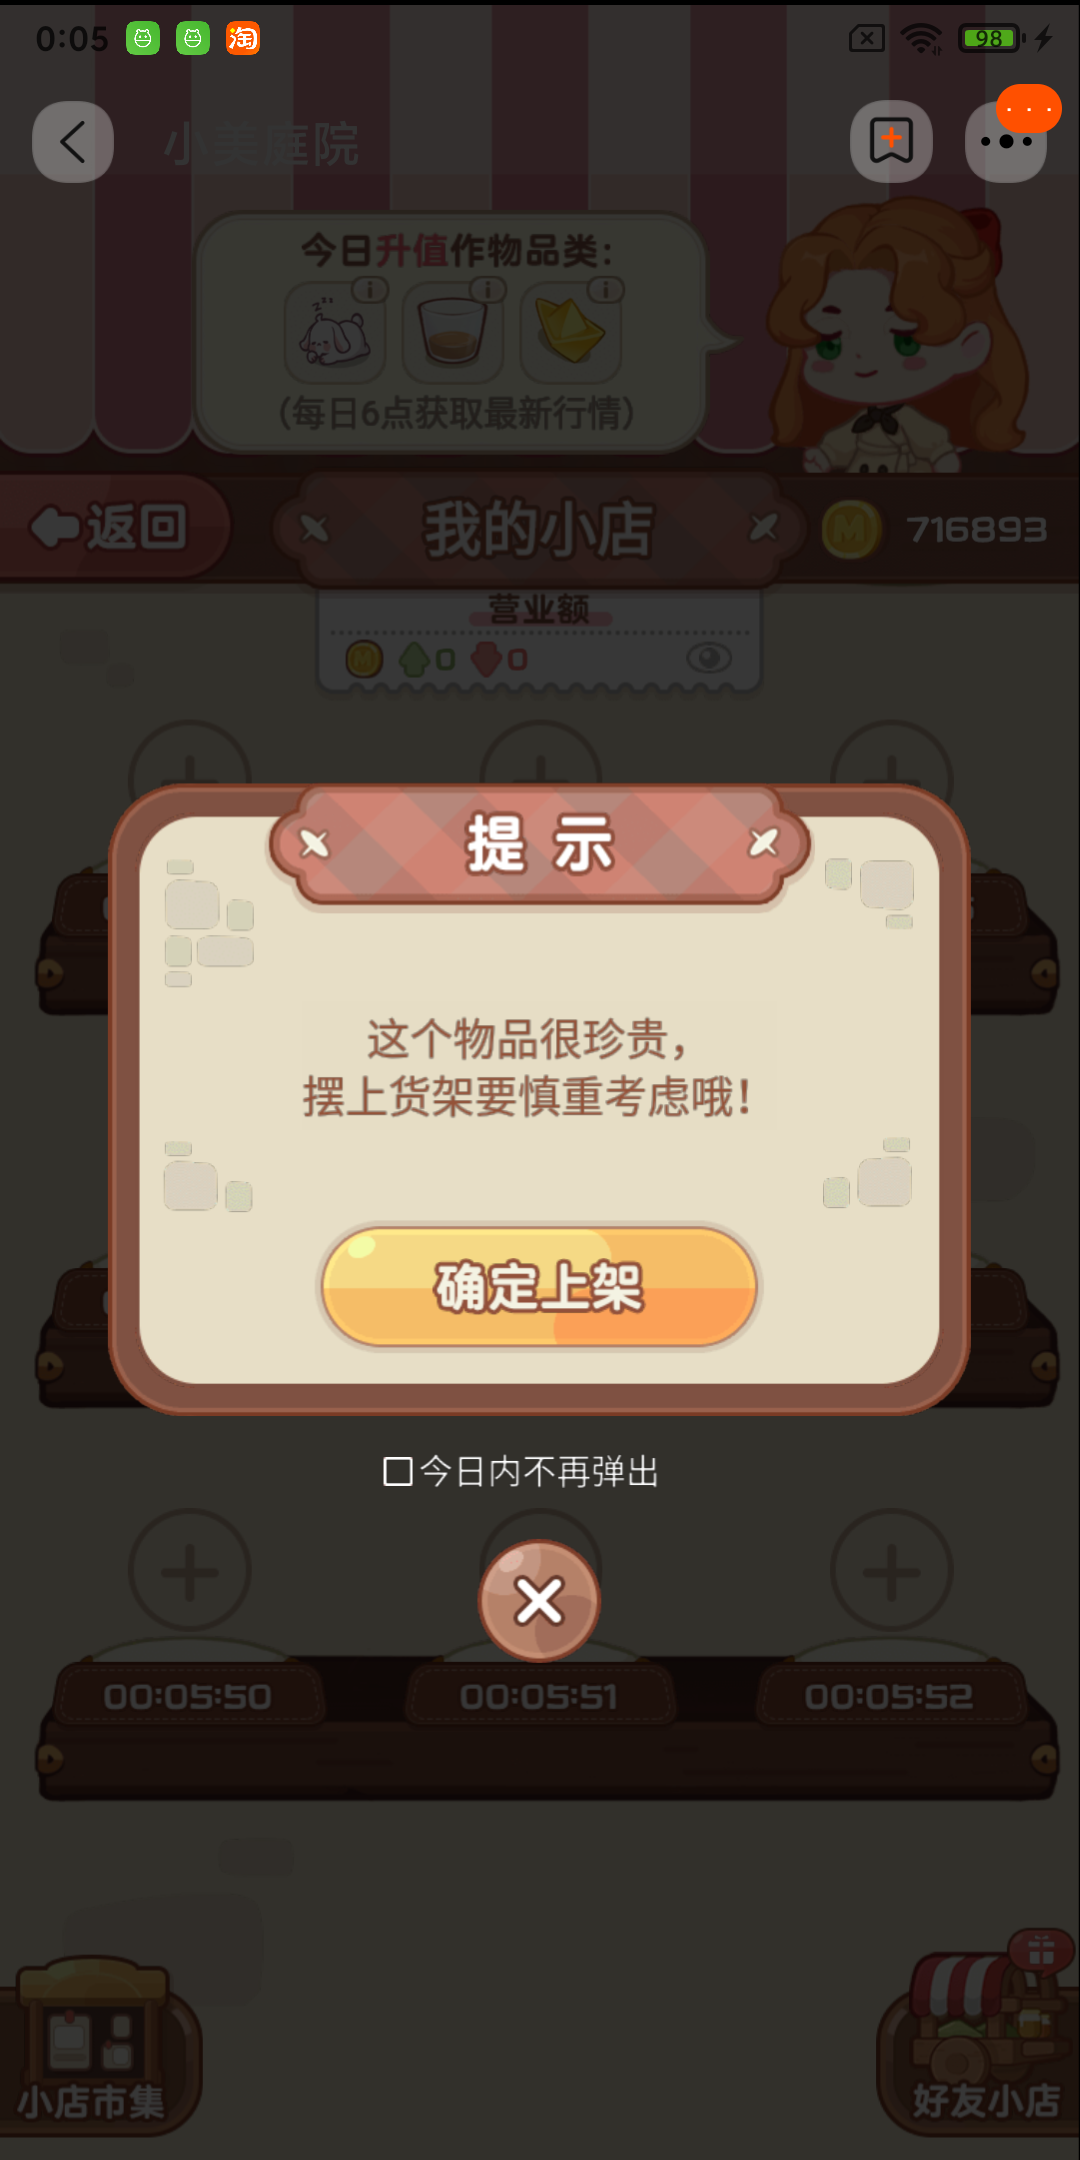 0:05
淘
98
小美庭院
今日升值作物品类：
zzz
（每日6点获取最新行情）
返回
我的小店
M
716893
营业额
M 0 0
提 示
这个物品很珍贵，
摆上货架要慎重考虑哦！
确定上架
今日内不再弹出
00:05:50
00:05:51
00:05:52
小店市集
好友小店